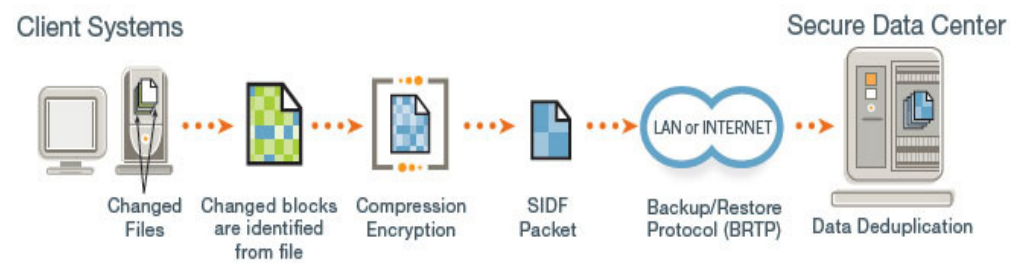 Client Systems
Secure Data Center
LAN or INTERNET
Changed
Files
Changed blocks
are identified
from file
Compression
Encryption
SIDF
Packet
Backup/Restore
Protocol (BRTP)
Data Deduplication